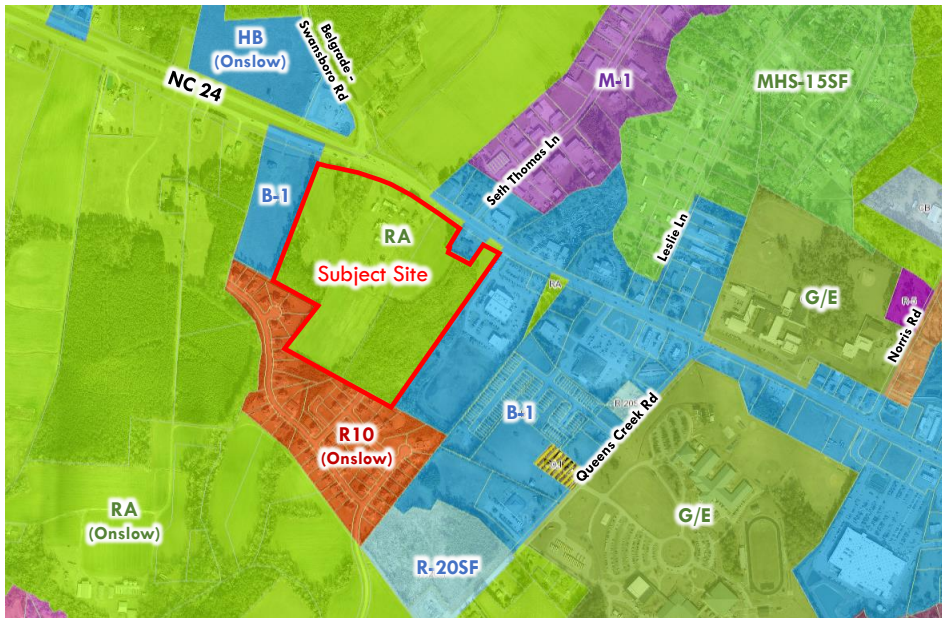 HB
(Onslow)
Belgrade -
Swansboro Rd
NC 24
M-1
MHS-15SF
Seth Thomas Ln
B-1
RA
Subject Site
Leslie Ln
RA
G/E
Norris Rd
B-1
Queens Creek Rd
R10
(Onslow)
RA
(Onslow)
G/E
R-20SF